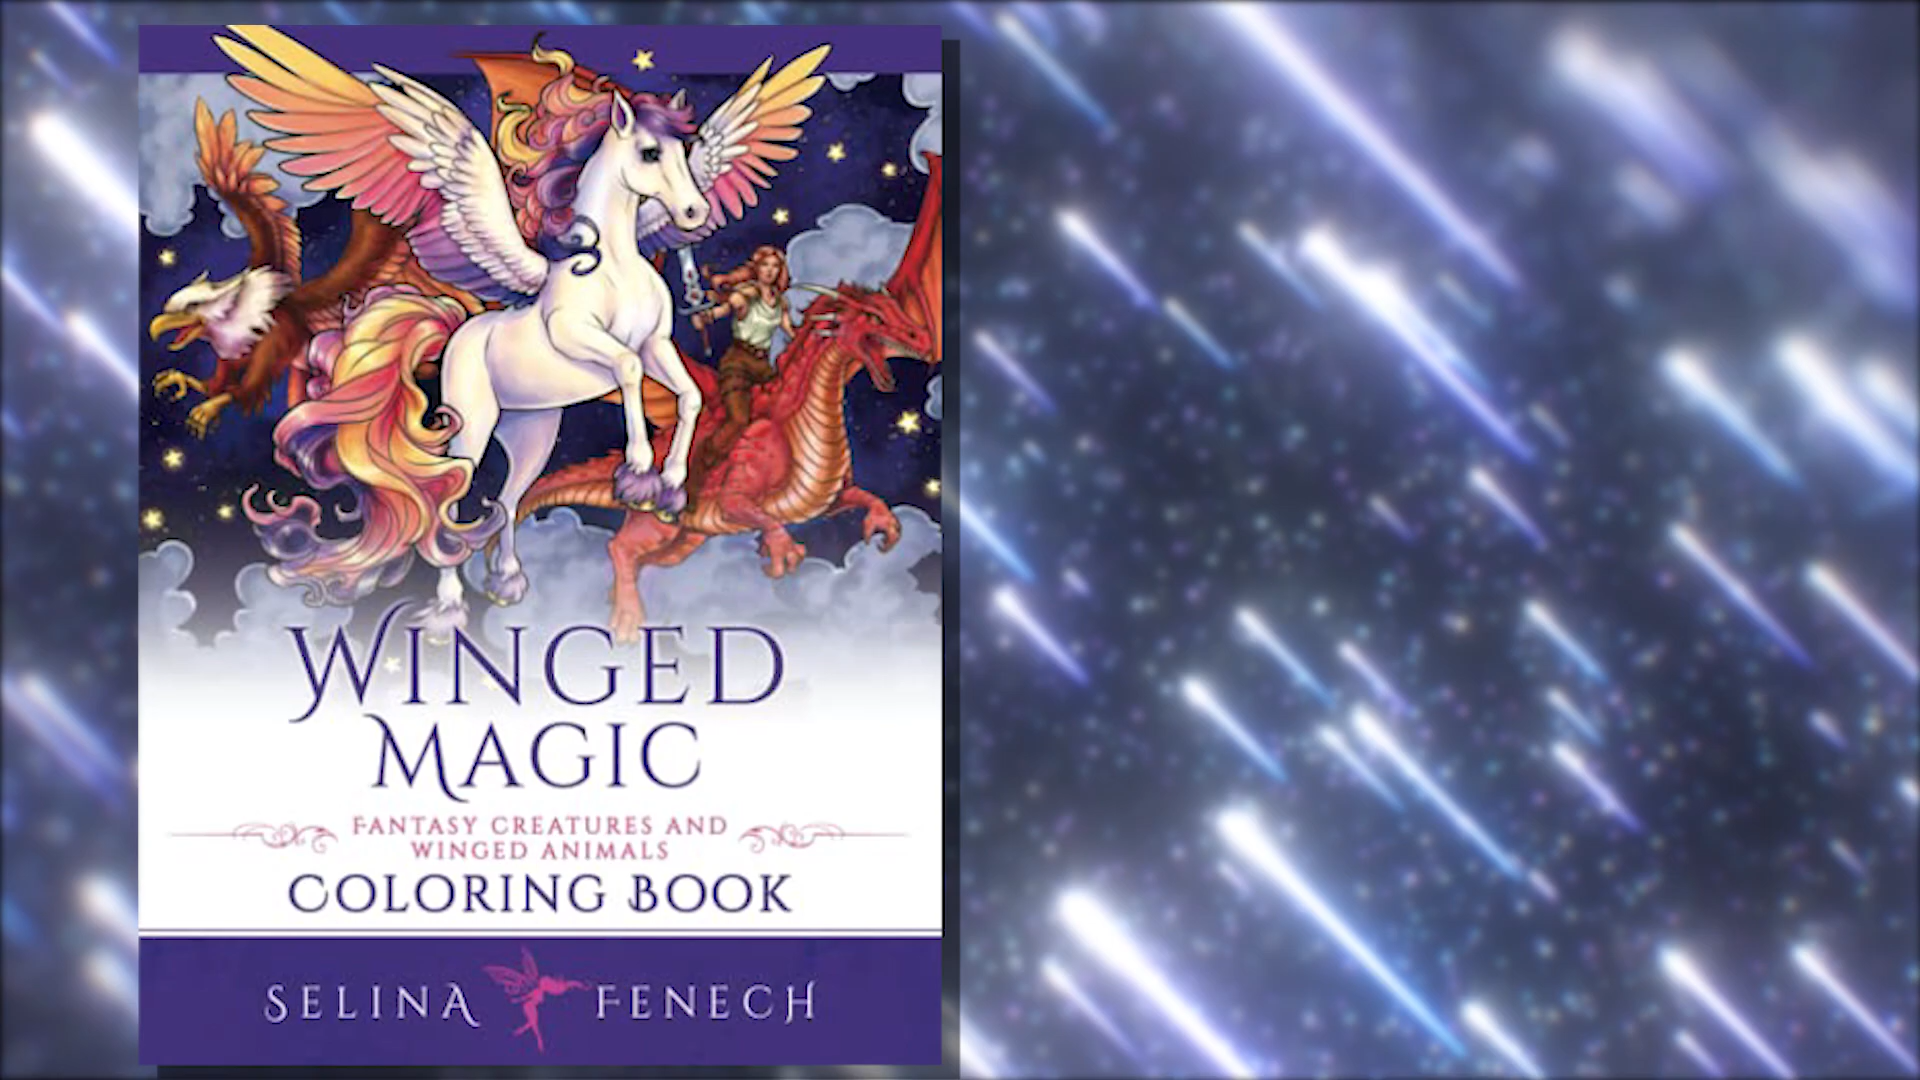 WINGED
MAGIC
FANTASY CREATURES AND
WINGED ANIMALS
COLORING BOOK
SELINA FENECH